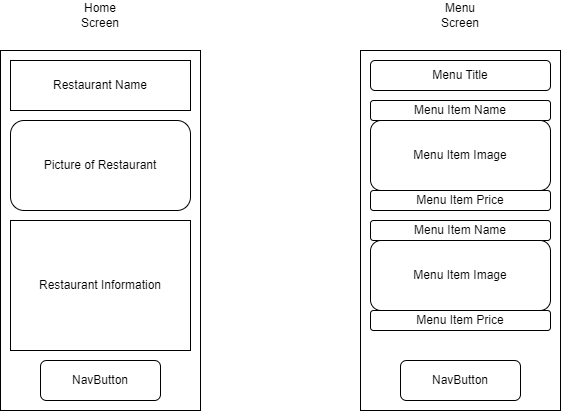 Home
Screen
Restaurant Name
Picture of Restaurant
Restaurant Information
NavButton
Menu
Screen
Menu Title
Menu Item Name
Menu Item Image
Menu Item Price
Menu Item Name
Menu Item Image
Menu Item Price
NavButton